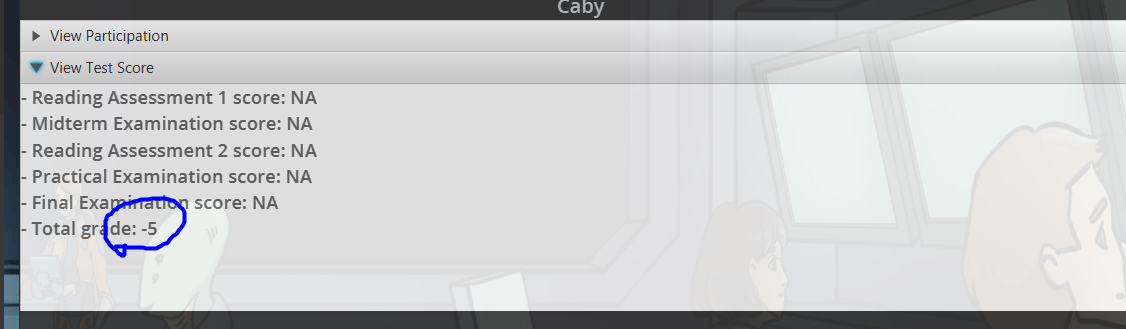 Caby
View Participation
View Test Score
- Reading Assessment 1 score: NA
- Midterm Examination score: NA
- Reading Assessment 2 score: NA
- Practical Examination score: NA
- Final Examination score: NA
- Total grade: -5